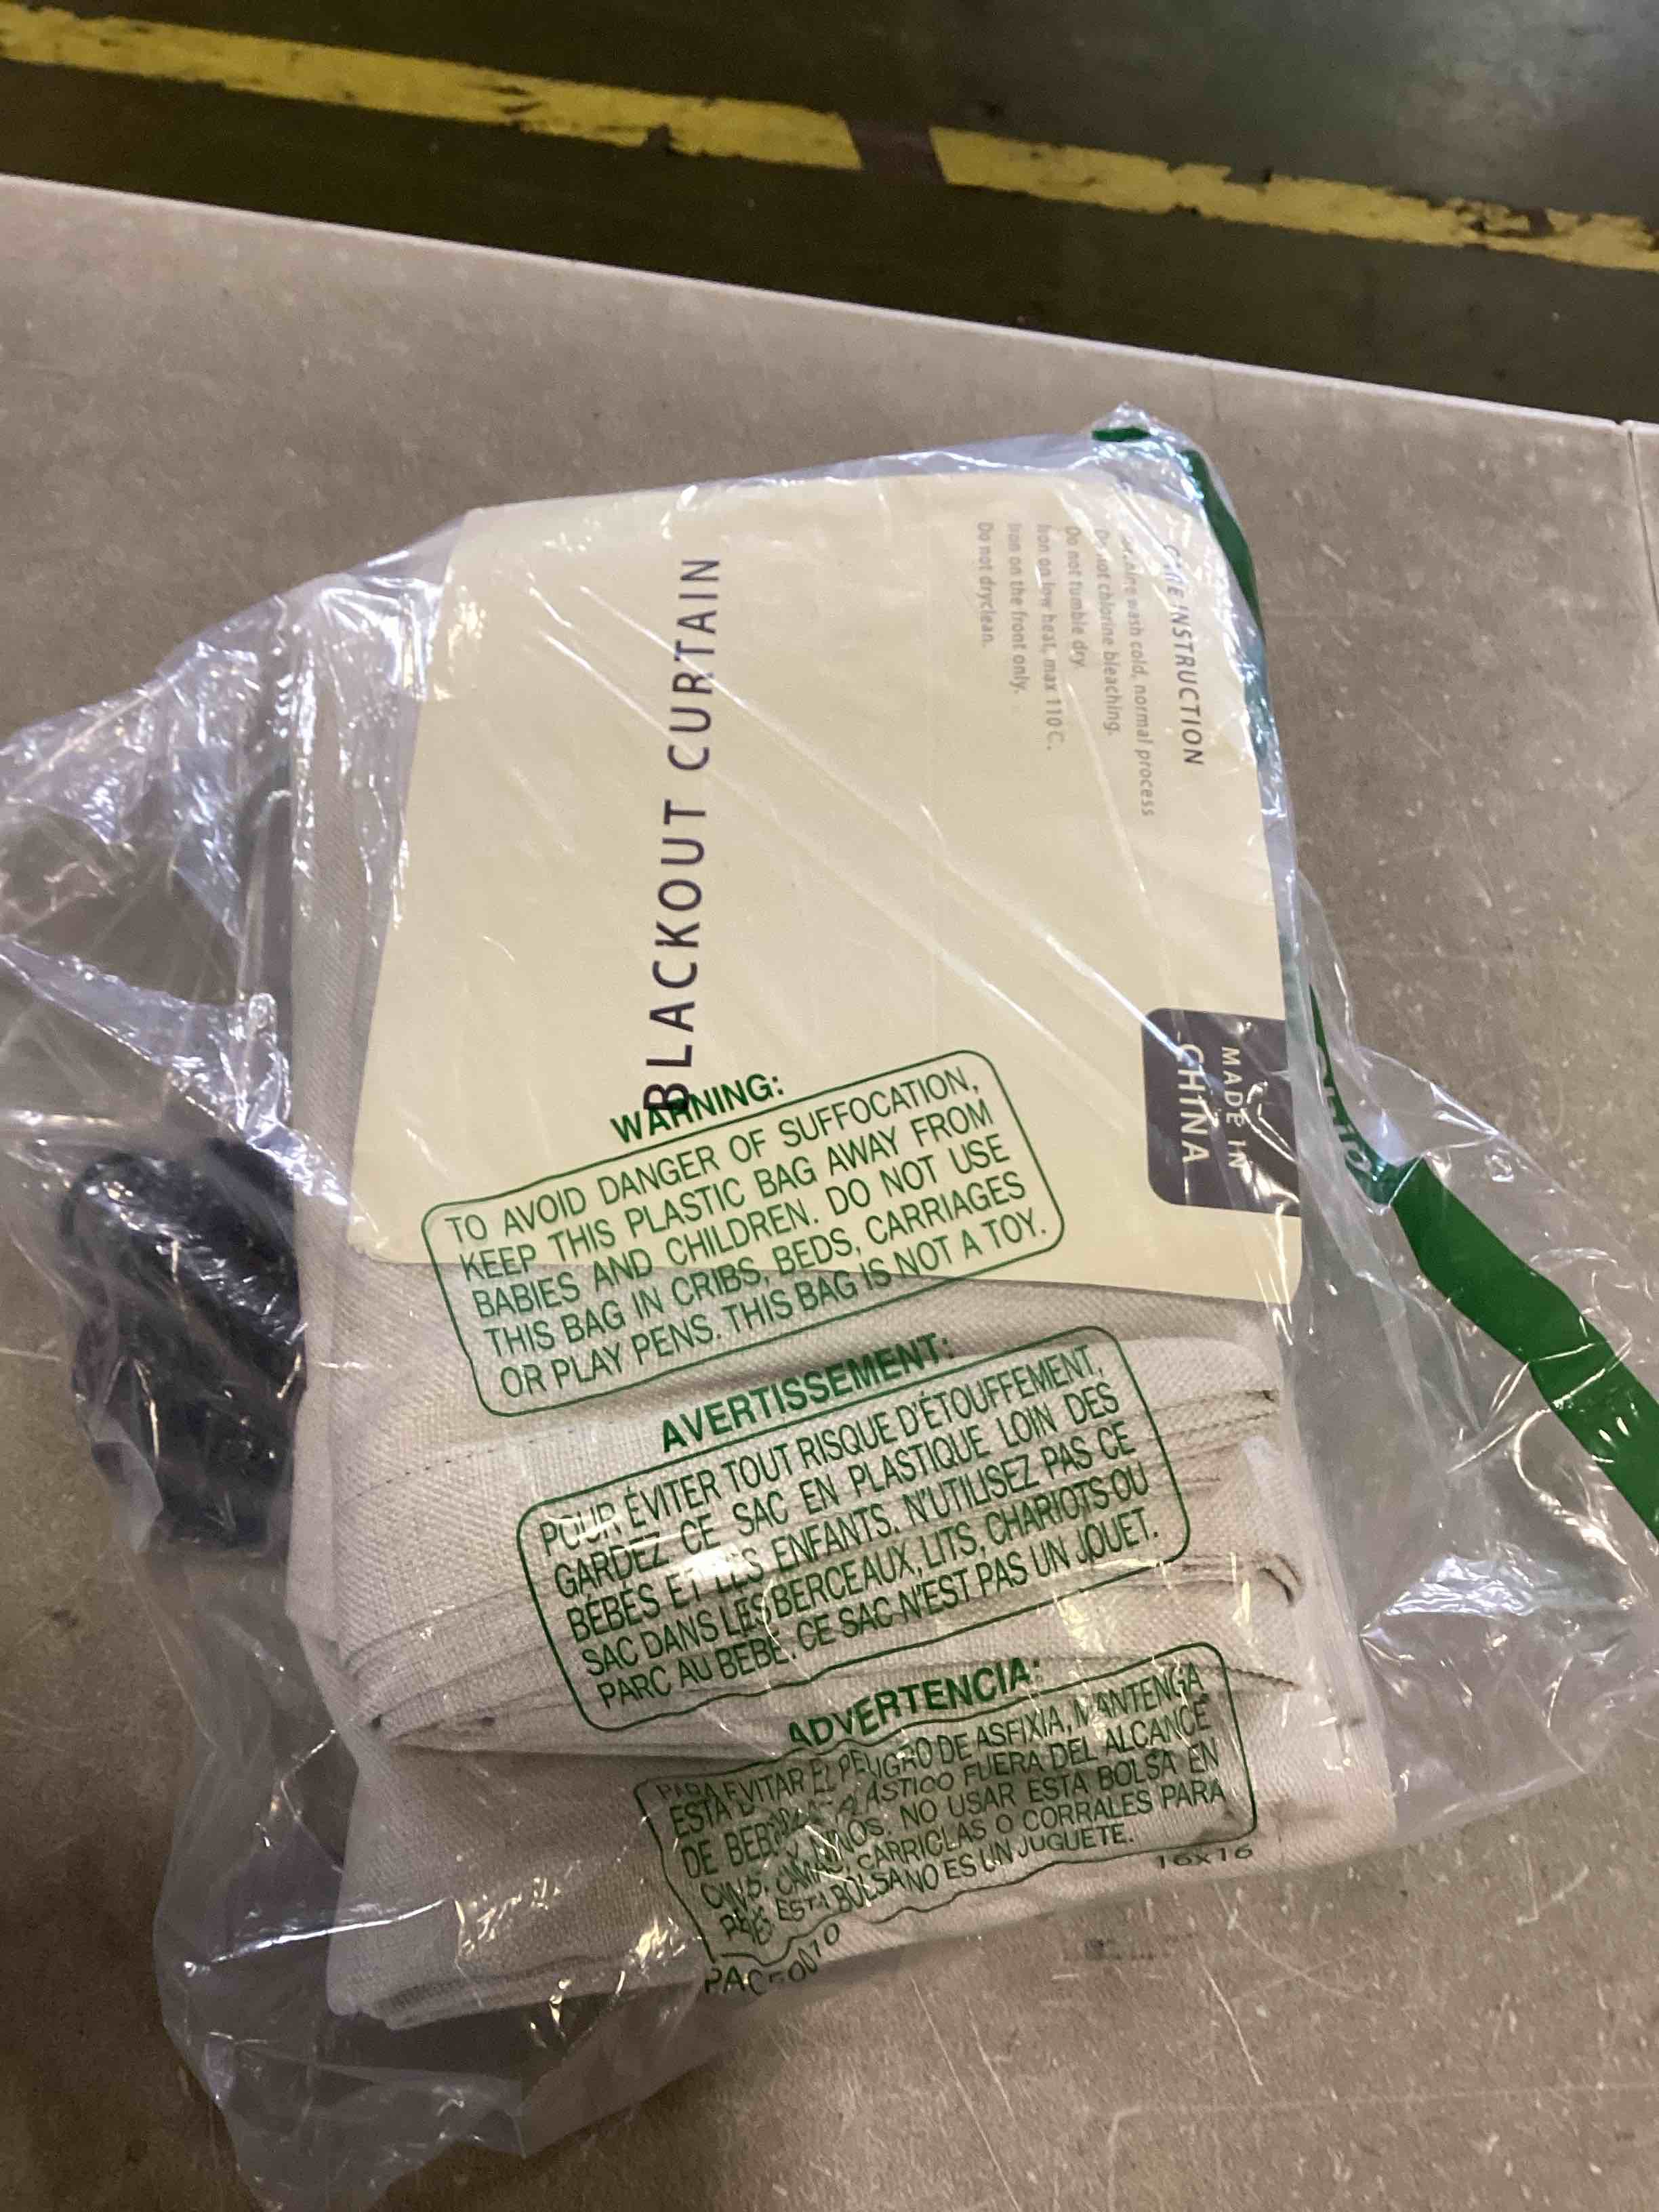 BLACKOUT CURTAIN
CARE INSTRUCTION
wash cold, normal process
Do not chlorine bleaching.
Do not tumble dry.
Iron on low heat, max 110 C.
Iron on the front only.
Do not dryclean.
MADE IN
CHINA
WARNING:
TO AVOID DANGER OF SUFFOCATION,
KEEP THIS PLASTIC BAG AWAY FROM
BABIES AND CHILDREN. DO NOT USE
THIS BAG IN CRIBS, BEDS, CARRIAGES
OR PLAY PENS. THIS BAG IS NOT A TOY.
AVERTISSEMENT:
POUR ÉVITER TOUT RISQUE D'ÉTOUFFEMENT,
GARDEZ CE SAC EN PLASTIQUE LOIN DES
BÉBÉS ET LES ENFANTS. N'UTILISEZ PAS CE
SAC DANS LES BERCEAUX, LITS, CHARIOTS OU
PARC AU BÉBÉ. CE SAC N'EST PAS UN JOUET.
ADVERTENCIA:
PARA EVITAR EL PELIGRO DE ASFIXIA, MANTENGA
ESTA FUERA DEL ALCANCE
DE NO USAR ESTA BOLSA EN
CARRIOLAS O CORRALES PARA
ESTA BOLSA NO ES UN JUGUETE.
16x16